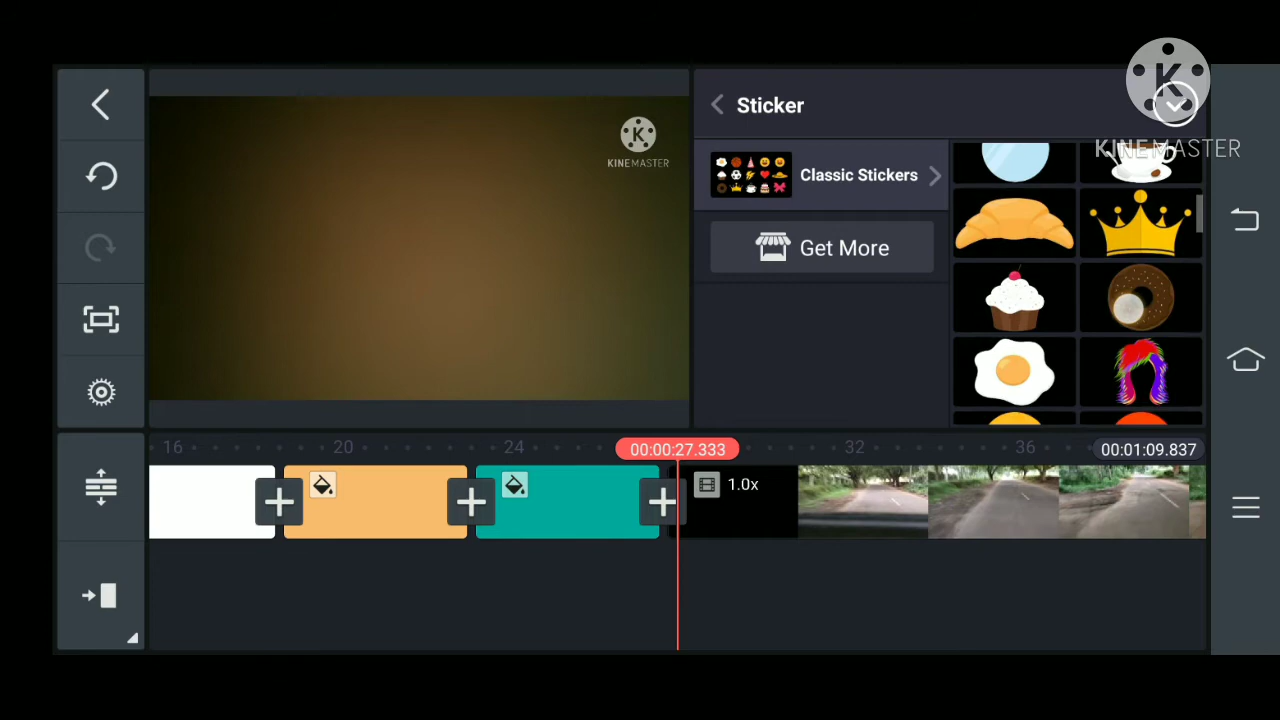 Sticker
KINEMASTER
KINEMASTER
Classic Stickers
Get More
16
20
24
00:00:27.333
32
36
00:01:09.837
1.0x